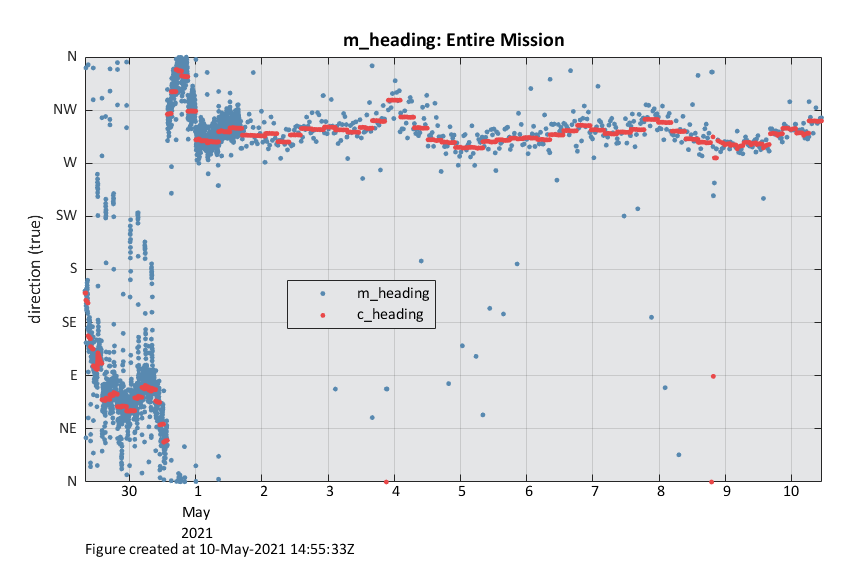 m_heading: Entire Mission
N
NW
W
SW
S
SE
E
NE
N
direction (true)
m_heading
c_heading
30 1 2 3 4 5 6 7 8 9 10
May
2021
Figure created at 10-May-2021 14:55:33Z